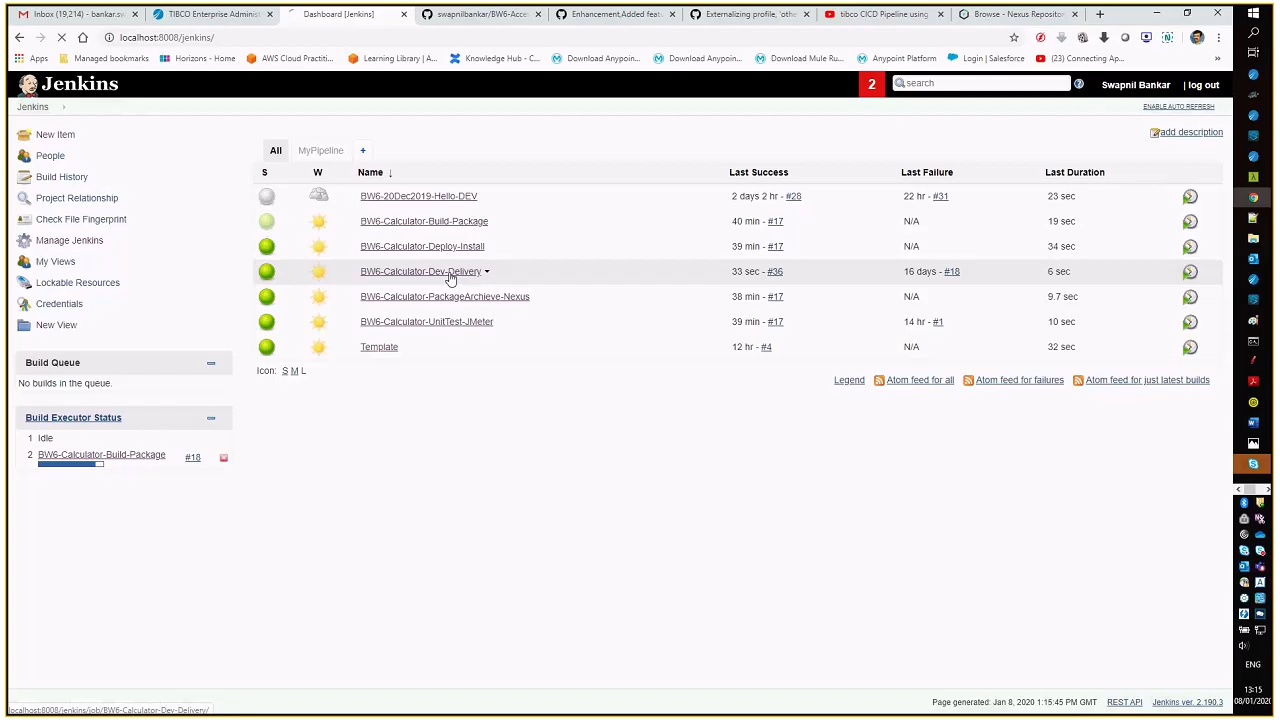 Inbox (19,214) - bankar.sw
TIBCO Enterprise Administ
Dashboard [Jenkins]
swapnilbankar/BW6-Acce
Enhancement,Added feat
Externalizing profile, 'othe
tibco CICD Pipeline using
Browse - Nexus Repositor
localhost:8008/jenkins/
Apps
Managed bookmarks
Horizons - Home
AWS Cloud Practiti...
Learning Library (A...
Knowledge Hub - C...
Download Anypoin...
Download Anypoin...
Download Mule Ru...
Anypoint Platform
Login | Salesforce
(23) Connecting Ap...
Jenkins
2
search
Swapnil Bankar
| log out
Jenkins
ENABLE AUTO REFRESH
New Item
People
Build History
Project Relationship
Check File Fingerprint
Manage Jenkins
My Views
Lockable Resources
Credentials
New View
add description
All
MyPipeline
+
S W Name ↓ Last Success Last Failure Last Duration
BW6-20Dec2019-Hello-DEV 2 days 2 hr - #28 22 hr - #31 23 sec
BW6-Calculator-Build-Package 40 min - #17 N/A 19 sec
BW6-Calculator-Deploy-Install 39 min - #17 N/A 34 sec
BW6-Calculator-Dev-Delivery 33 sec - #36 16 days - #18 6 sec
BW6-Calculator-PackageArchieve-Nexus 38 min - #17 N/A 9.7 sec
BW6-Calculator-UnitTest-JMeter 39 min - #17 14 hr - #1 10 sec
Template 12 hr - #4 N/A 32 sec
Icon: S M L
Legend
Atom feed for all
Atom feed for failures
Atom feed for just latest builds
Build Queue
No builds in the queue.
Build Executor Status
1 Idle
2 BW6-Calculator-Build-Package #18
localhost:8008/jenkins/job/BW6-Calculator-Dev-Delivery/
Page generated: Jan 8, 2020 1:15:45 PM GMT
REST API
Jenkins ver. 2.190.3
ENG
13:15
08/01/2020